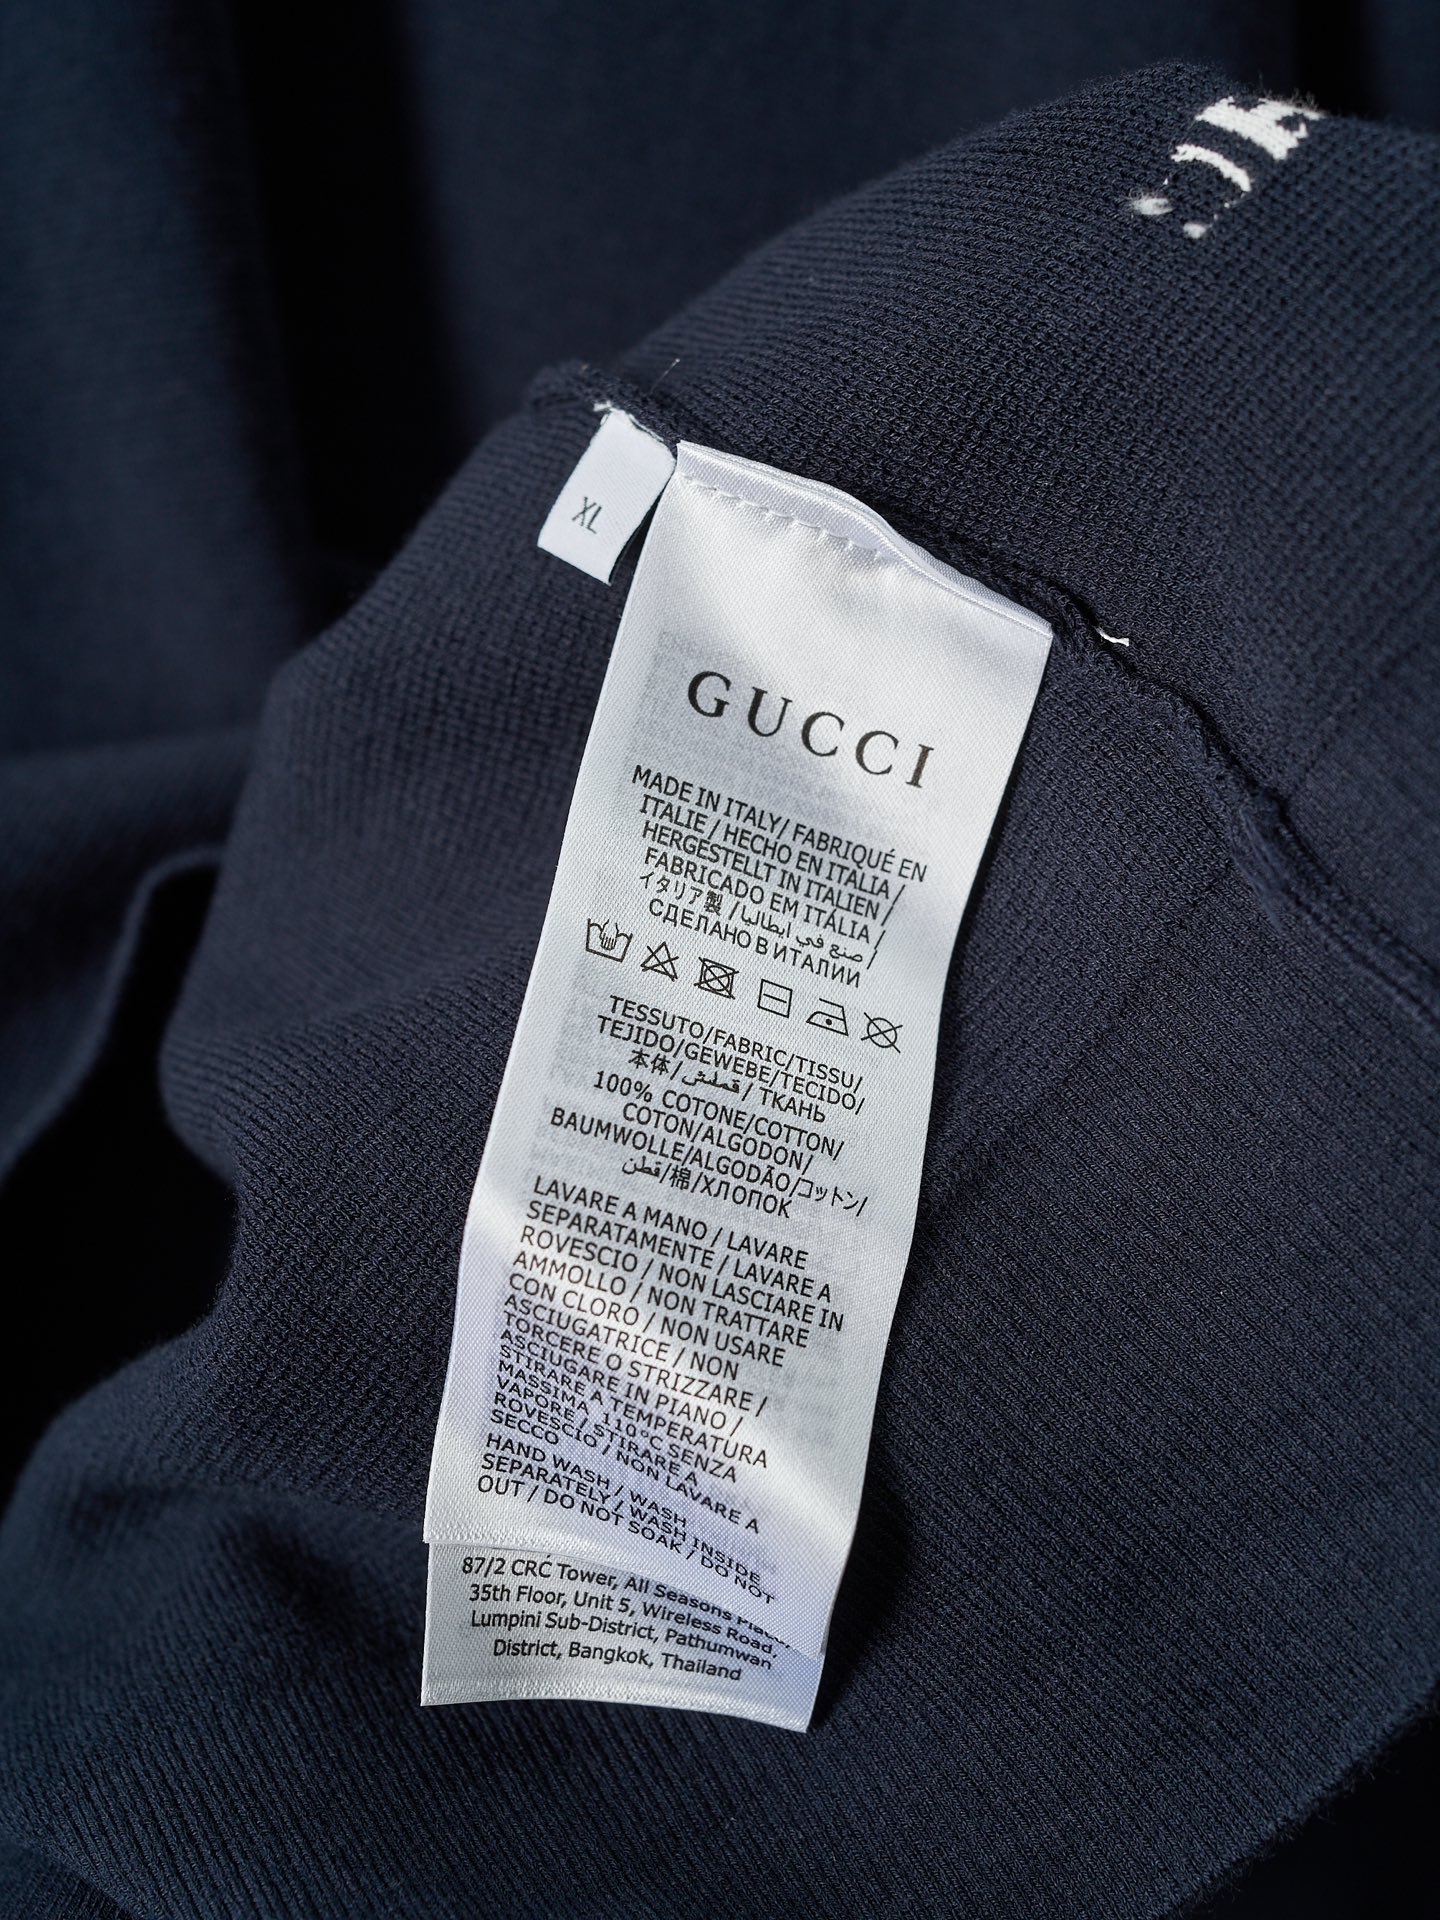 XL
GUCCI
MADE IN ITALY/ FABRIQUÉ EN
ITALIE / HECHO EN ITALIA /
HERGESTELLT IN ITALIEN /
FABRICADO EM ITÁLIA /
イタリア製 / صنع في ايطاليا /
СДЕЛАНО В ИТАЛИИ
TESSUTO/FABRIC/TISSU/
TEJIDO/GEWEBE/TECIDO/
本体/قملش/ТКАНЬ
100% COTONE/COTTON/
COTON/ALGODON/
BAUMWOLLE/ALGODÃO/コットン/
قطن/棉/ХЛОПОК
LAVARE A MANO / LAVARE
SEPARATAMENTE / LAVARE A
ROVESCIO / NON LASCIARE IN
AMMOLLO / NON TRATTARE
CON CLORO / NON USARE
ASCIUGATRICE / NON
TORCERE O STRIZZARE /
ASCIUGARE IN PIANO /
STIRARE A TEMPERATURA
MASSIMA 110°C SENZA
VAPORE / STIRARE A
ROVESCIO / NON LAVARE A
SECCO
HAND WASH / WASH
SEPARATELY / WASH INSIDE
OUT / DO NOT SOAK / DO NOT
87/2 CRC Tower, All Seasons Place,
35th Floor, Unit 5, Wireless Road,
Lumpini Sub-District, Pathumwan
District, Bangkok, Thailand